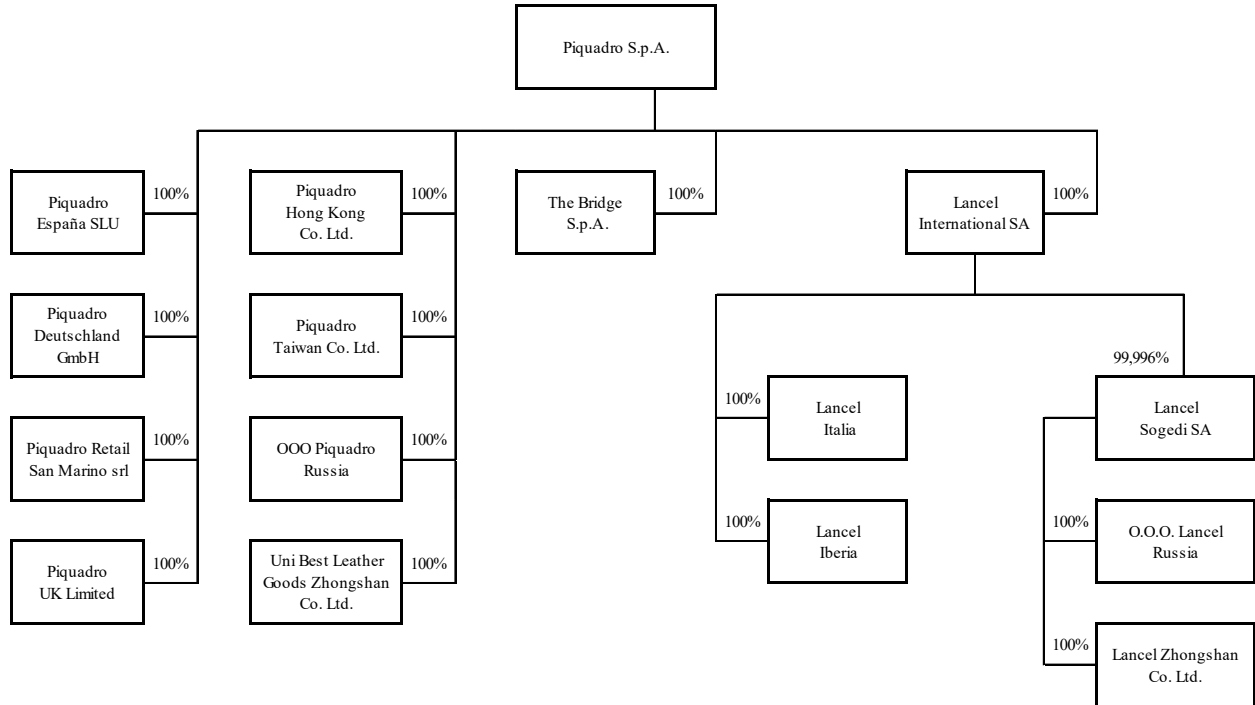 Piquadro S.p.A.
Piquadro
España SLU
100%
Piquadro
Hong Kong
Co. Ltd.
100%
The Bridge
S.p.A.
100%
Lancel
International SA
100%
Piquadro
Deutschland
GmbH
100%
Piquadro
Taiwan Co. Ltd.
100%
99,996%
Piquadro Retail
San Marino srl
100%
OOO Piquadro
Russia
100%
100%
Lancel
Italia
Lancel
Sogedi SA
Piquadro
UK Limited
100%
Uni Best Leather
Goods Zhongshan
Co. Ltd.
100%
100%
Lancel
Iberia
100%
O.O.O. Lancel
Russia
100%
Lancel Zhongshan
Co. Ltd.